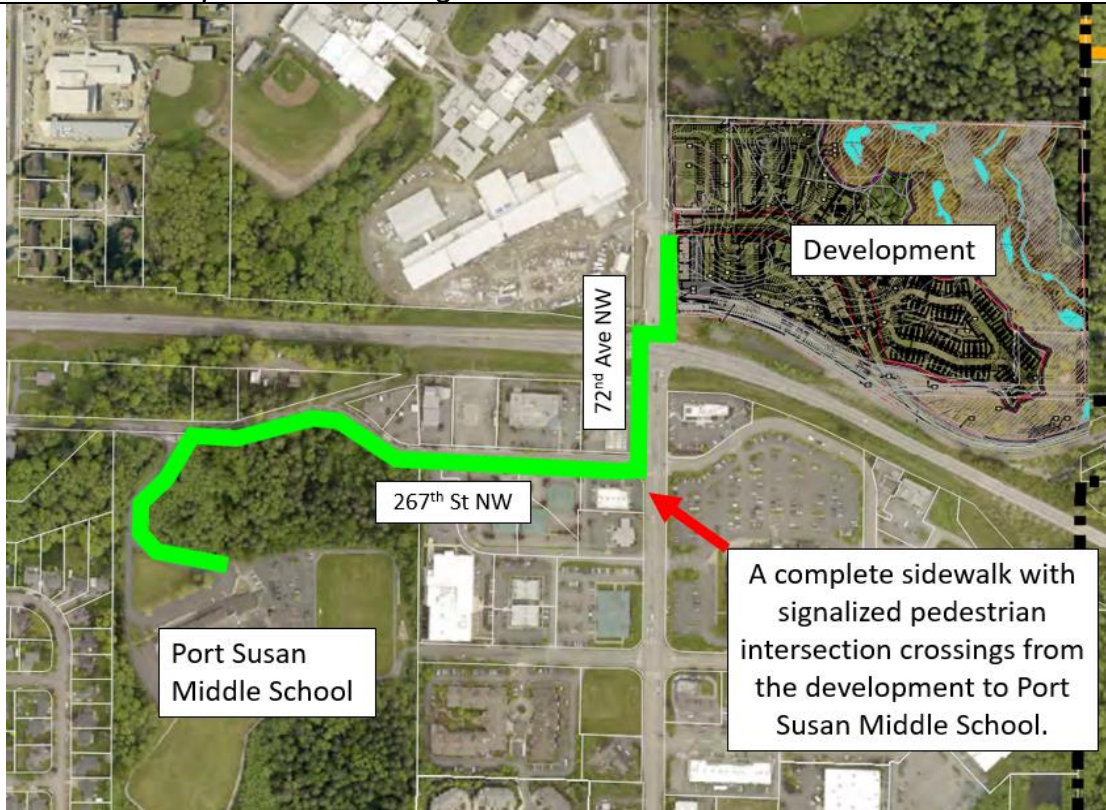 Development
72nd Ave NW
267th St NW
A complete sidewalk with
signalized pedestrian
intersection crossings from
the development to Port
Susan Middle School.
Port Susan
Middle School